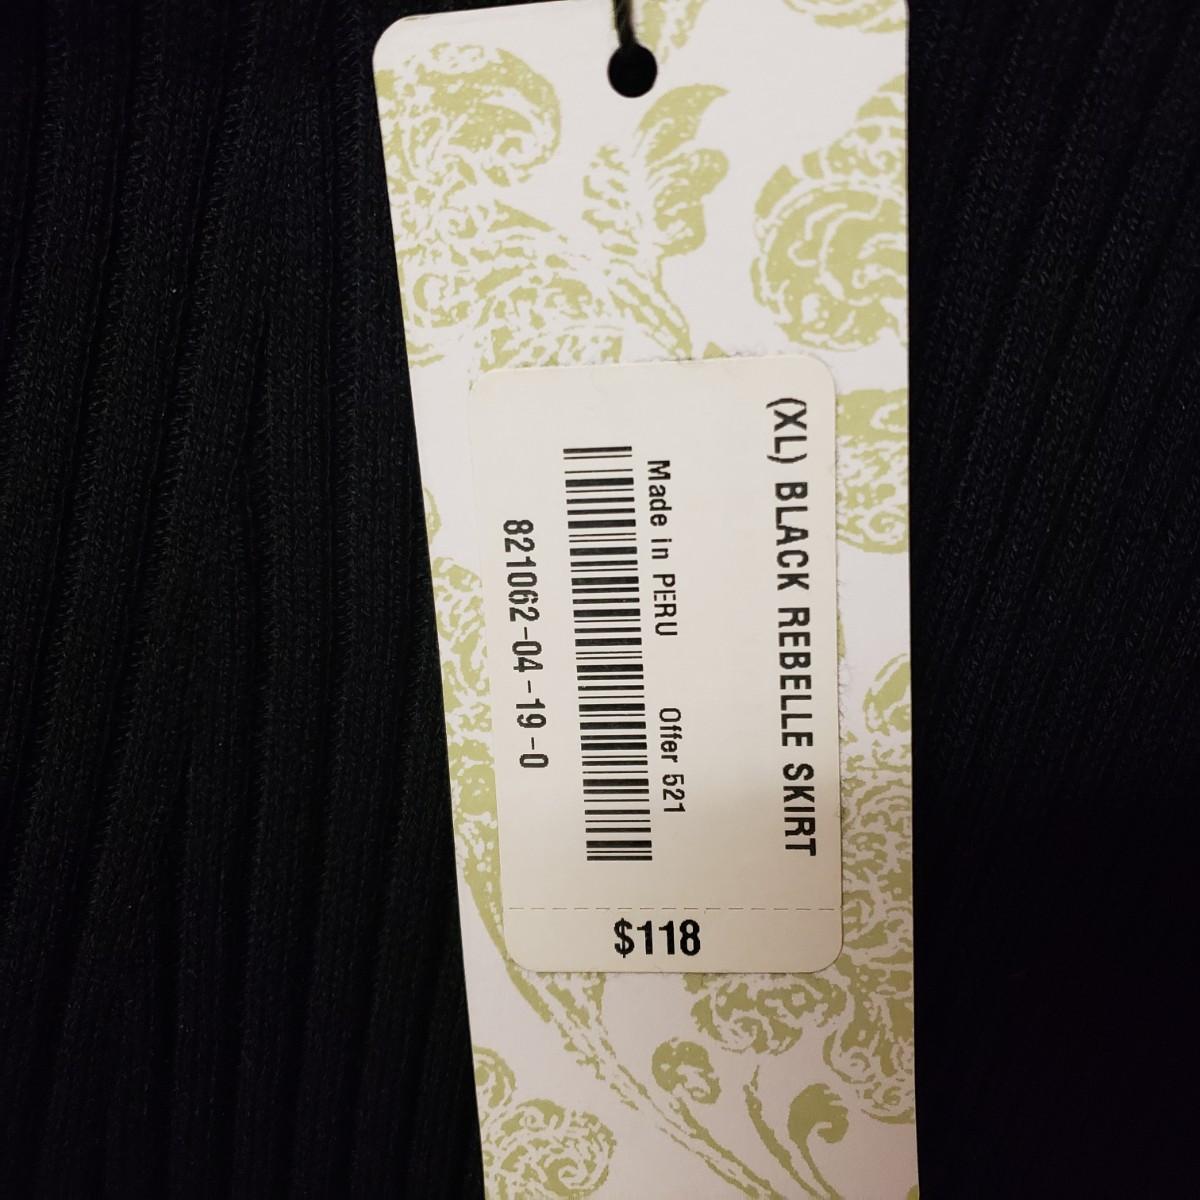 (XL) BLACK REBELLE SKIRT
Made in PERU Offer 521
821062-04-19-0
$118